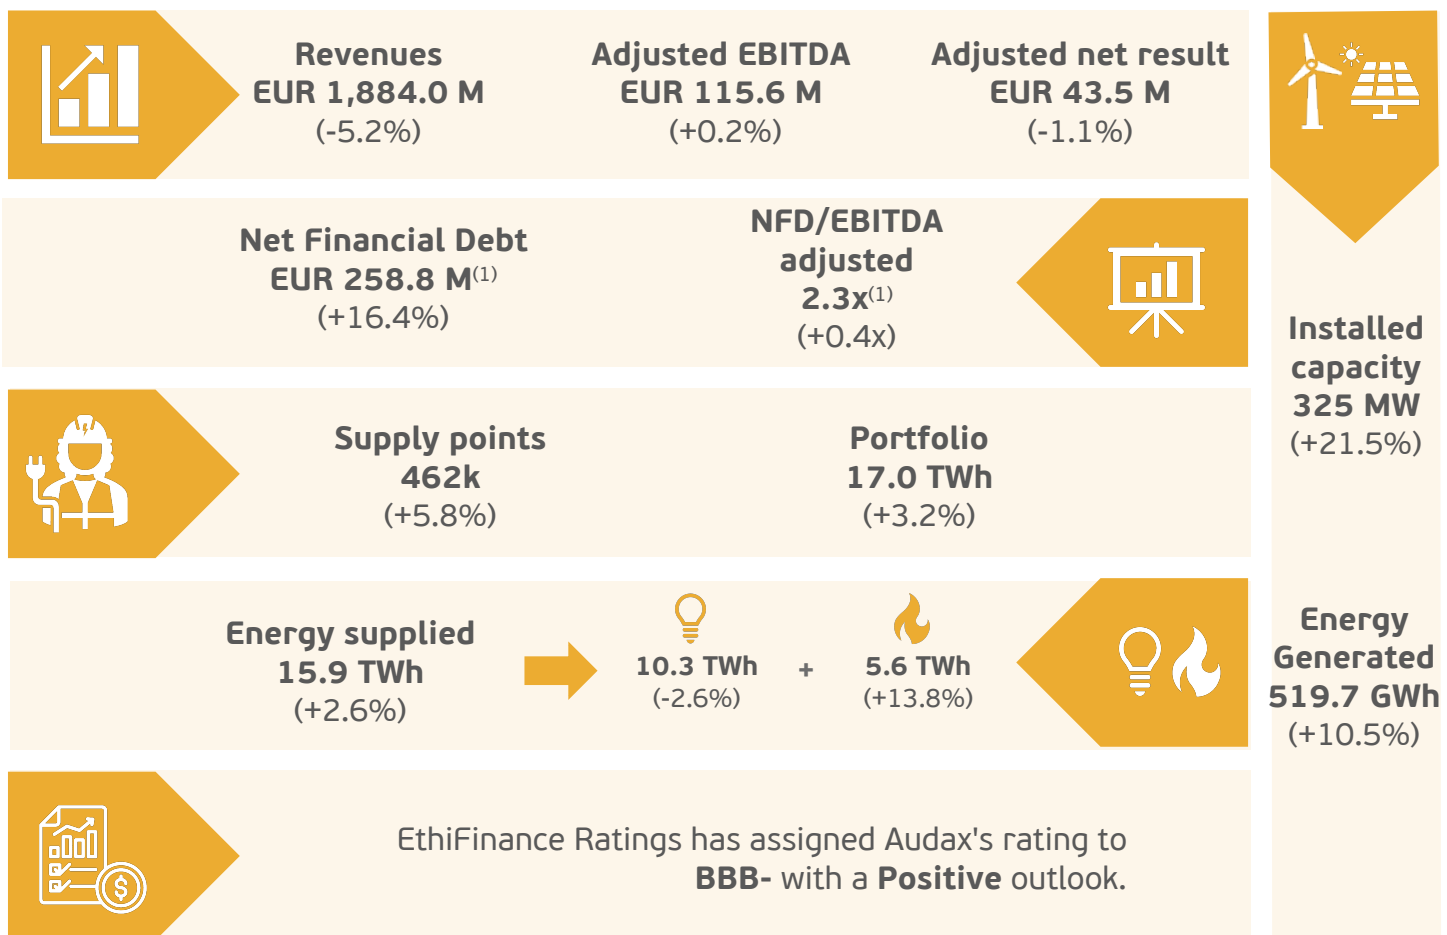 Revenues
EUR 1,884.0 M
(-5.2%)
Adjusted EBITDA
EUR 115.6 M
(+0.2%)
Adjusted net result
EUR 43.5 M
(-1.1%)
Net Financial Debt
EUR 258.8 M(1)
(+16.4%)
NFD/EBITDA
adjusted
2.3x(1)
(+0.4x)
Supply points
462k
(+5.8%)
Portfolio
17.0 TWh
(+3.2%)
Energy supplied
15.9 TWh
(+2.6%)
10.3 TWh
(-2.6%)
+
5.6 TWh
(+13.8%)
EthiFinance Ratings has assigned Audax's rating to
BBB- with a Positive outlook.
Installed
capacity
325 MW
(+21.5%)
Energy
Generated
519.7 GWh
(+10.5%)